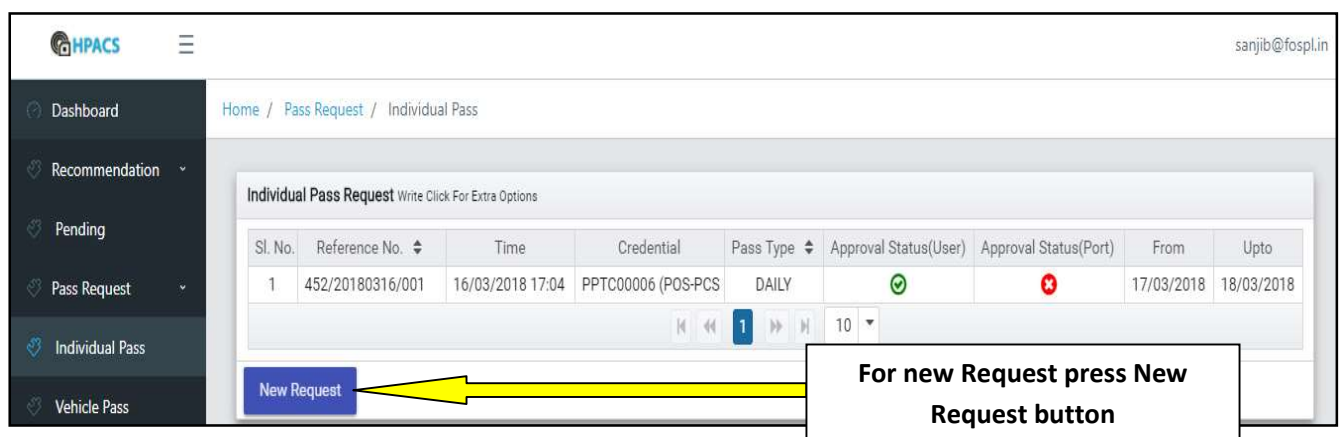 HPACS
sanjib@fospl.in
Dashboard
Home / Pass Request / Individual Pass
Recommendation
Individual Pass Request Write Click For Extra Options
Pending
Sl. No. Reference No. Time Credential Pass Type Approval Status(User) Approval Status(Port) From Upto
Pass Request
1 452/20180316/001 16/03/2018 17:04 PPTC00006 (POS-PCS DAILY 17/03/2018 18/03/2018
1 10
Individual Pass
New Request
For new Request press New
Request button
Vehicle Pass